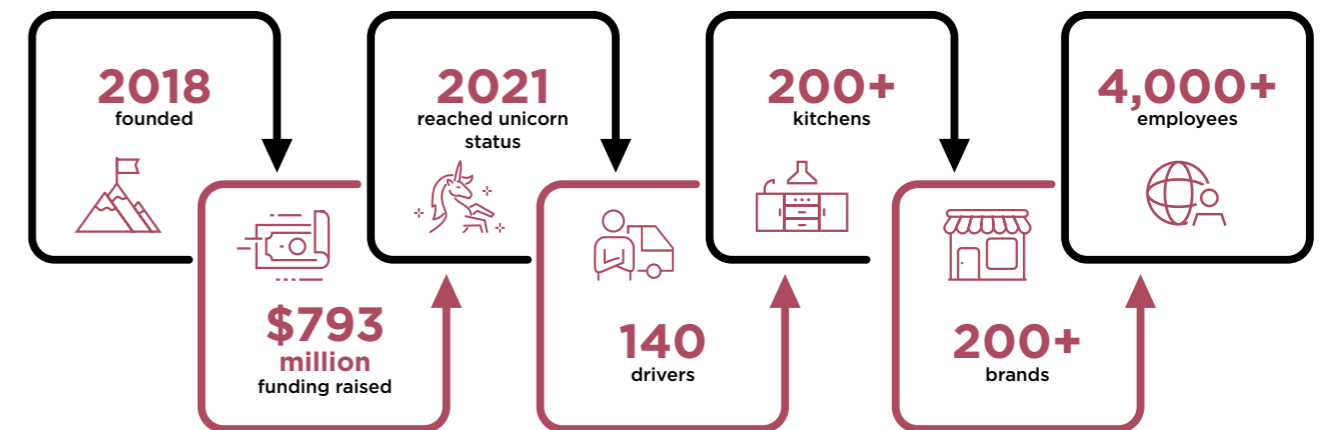 2018
founded
$793
million
funding raised
2021
reached unicorn
status
140
drivers
200+
kitchens
200+
brands
4,000+
employees